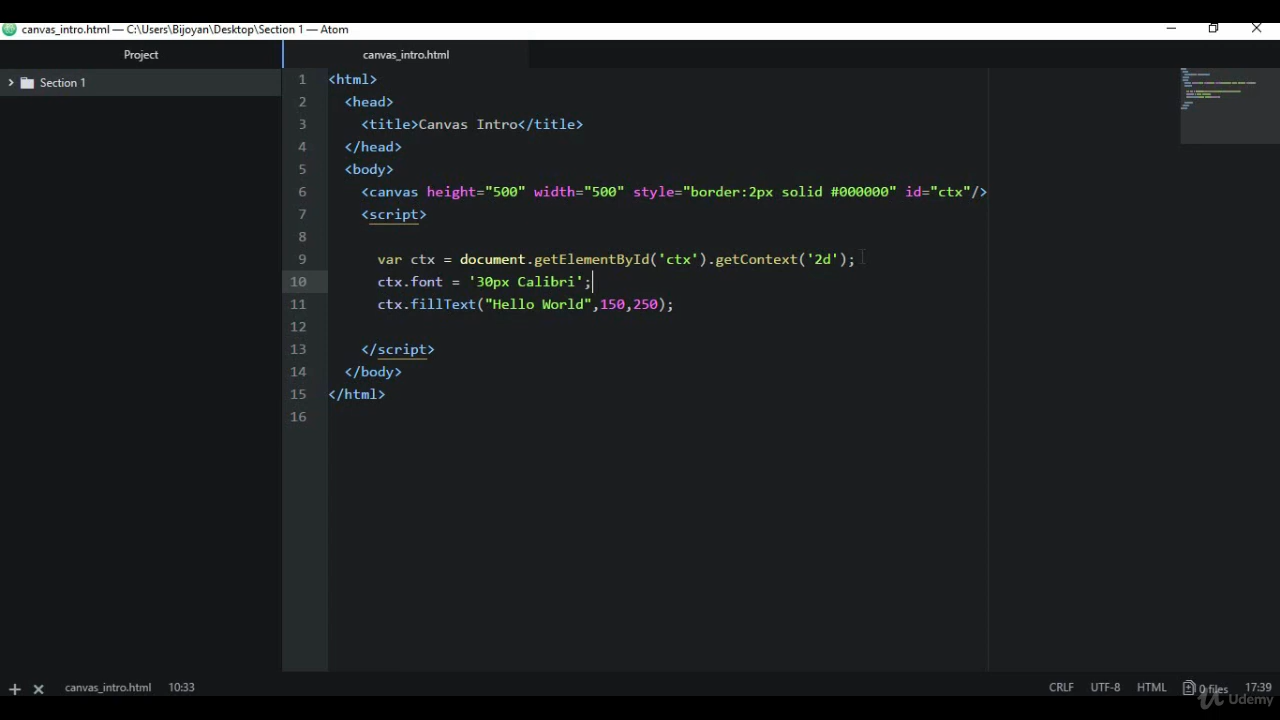 canvas_intro.html — C:\Users\Bijoyan\Desktop\Section 1 — Atom
Project
canvas_intro.html
Section 1
1 <html>
2 <head>
3 <title>Canvas Intro</title>
4 </head>
5 <body>
6 <canvas height="500" width="500" style="border:2px solid #000000" id="ctx"/>
7 <script>
8
9 var ctx = document.getElementById('ctx').getContext('2d');
10 ctx.font = '30px Calibri';
11 ctx.fillText("Hello World",150,250);
12
13 </script>
14 </body>
15 </html>
16
canvas_intro.html 10:33 CRLF UTF-8 HTML 0 files 17:39
Udemy